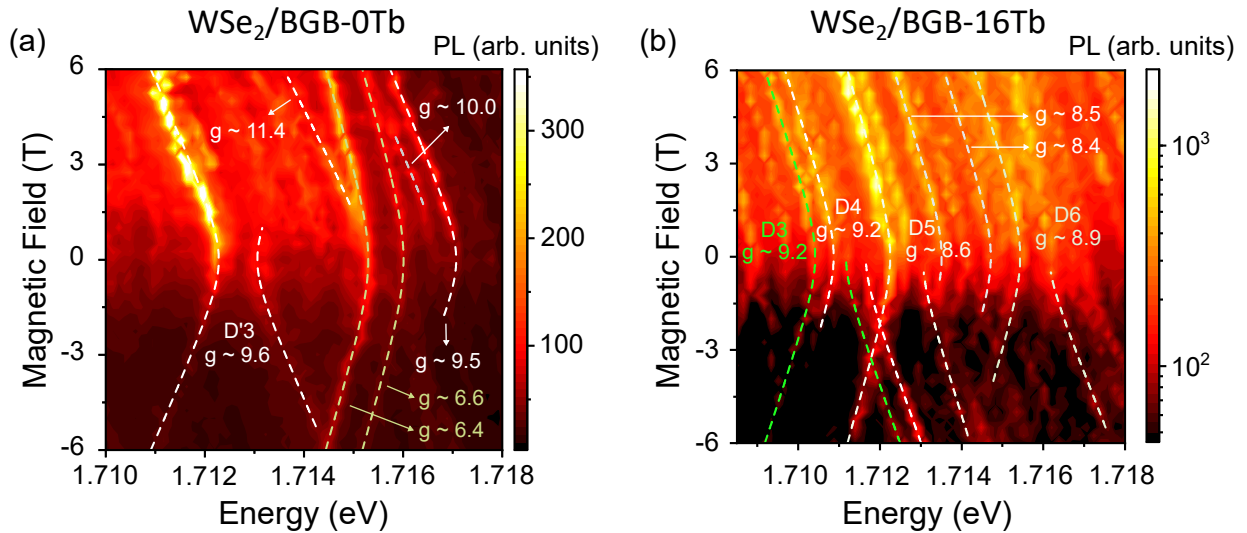 WSe₂/BGB-0Tb
(a)
PL (arb. units)
Magnetic Field (T)
6
3
0
-3
-6
g ~ 11.4
g ~ 10.0
D'3
g ~ 9.6
g ~ 9.5
g ~ 6.6
g ~ 6.4
300
200
100
1.710
1.712
1.714
1.716
1.718
Energy (eV)
WSe₂/BGB-16Tb
(b)
PL (arb. units)
Magnetic Field (T)
6
3
0
-3
-6
g ~ 8.5
g ~ 8.4
D3
g ~ 9.2
D4
g ~ 9.2
D5
g ~ 8.6
D6
g ~ 8.9
10³
10²
1.710
1.712
1.714
1.716
1.718
Energy (eV)